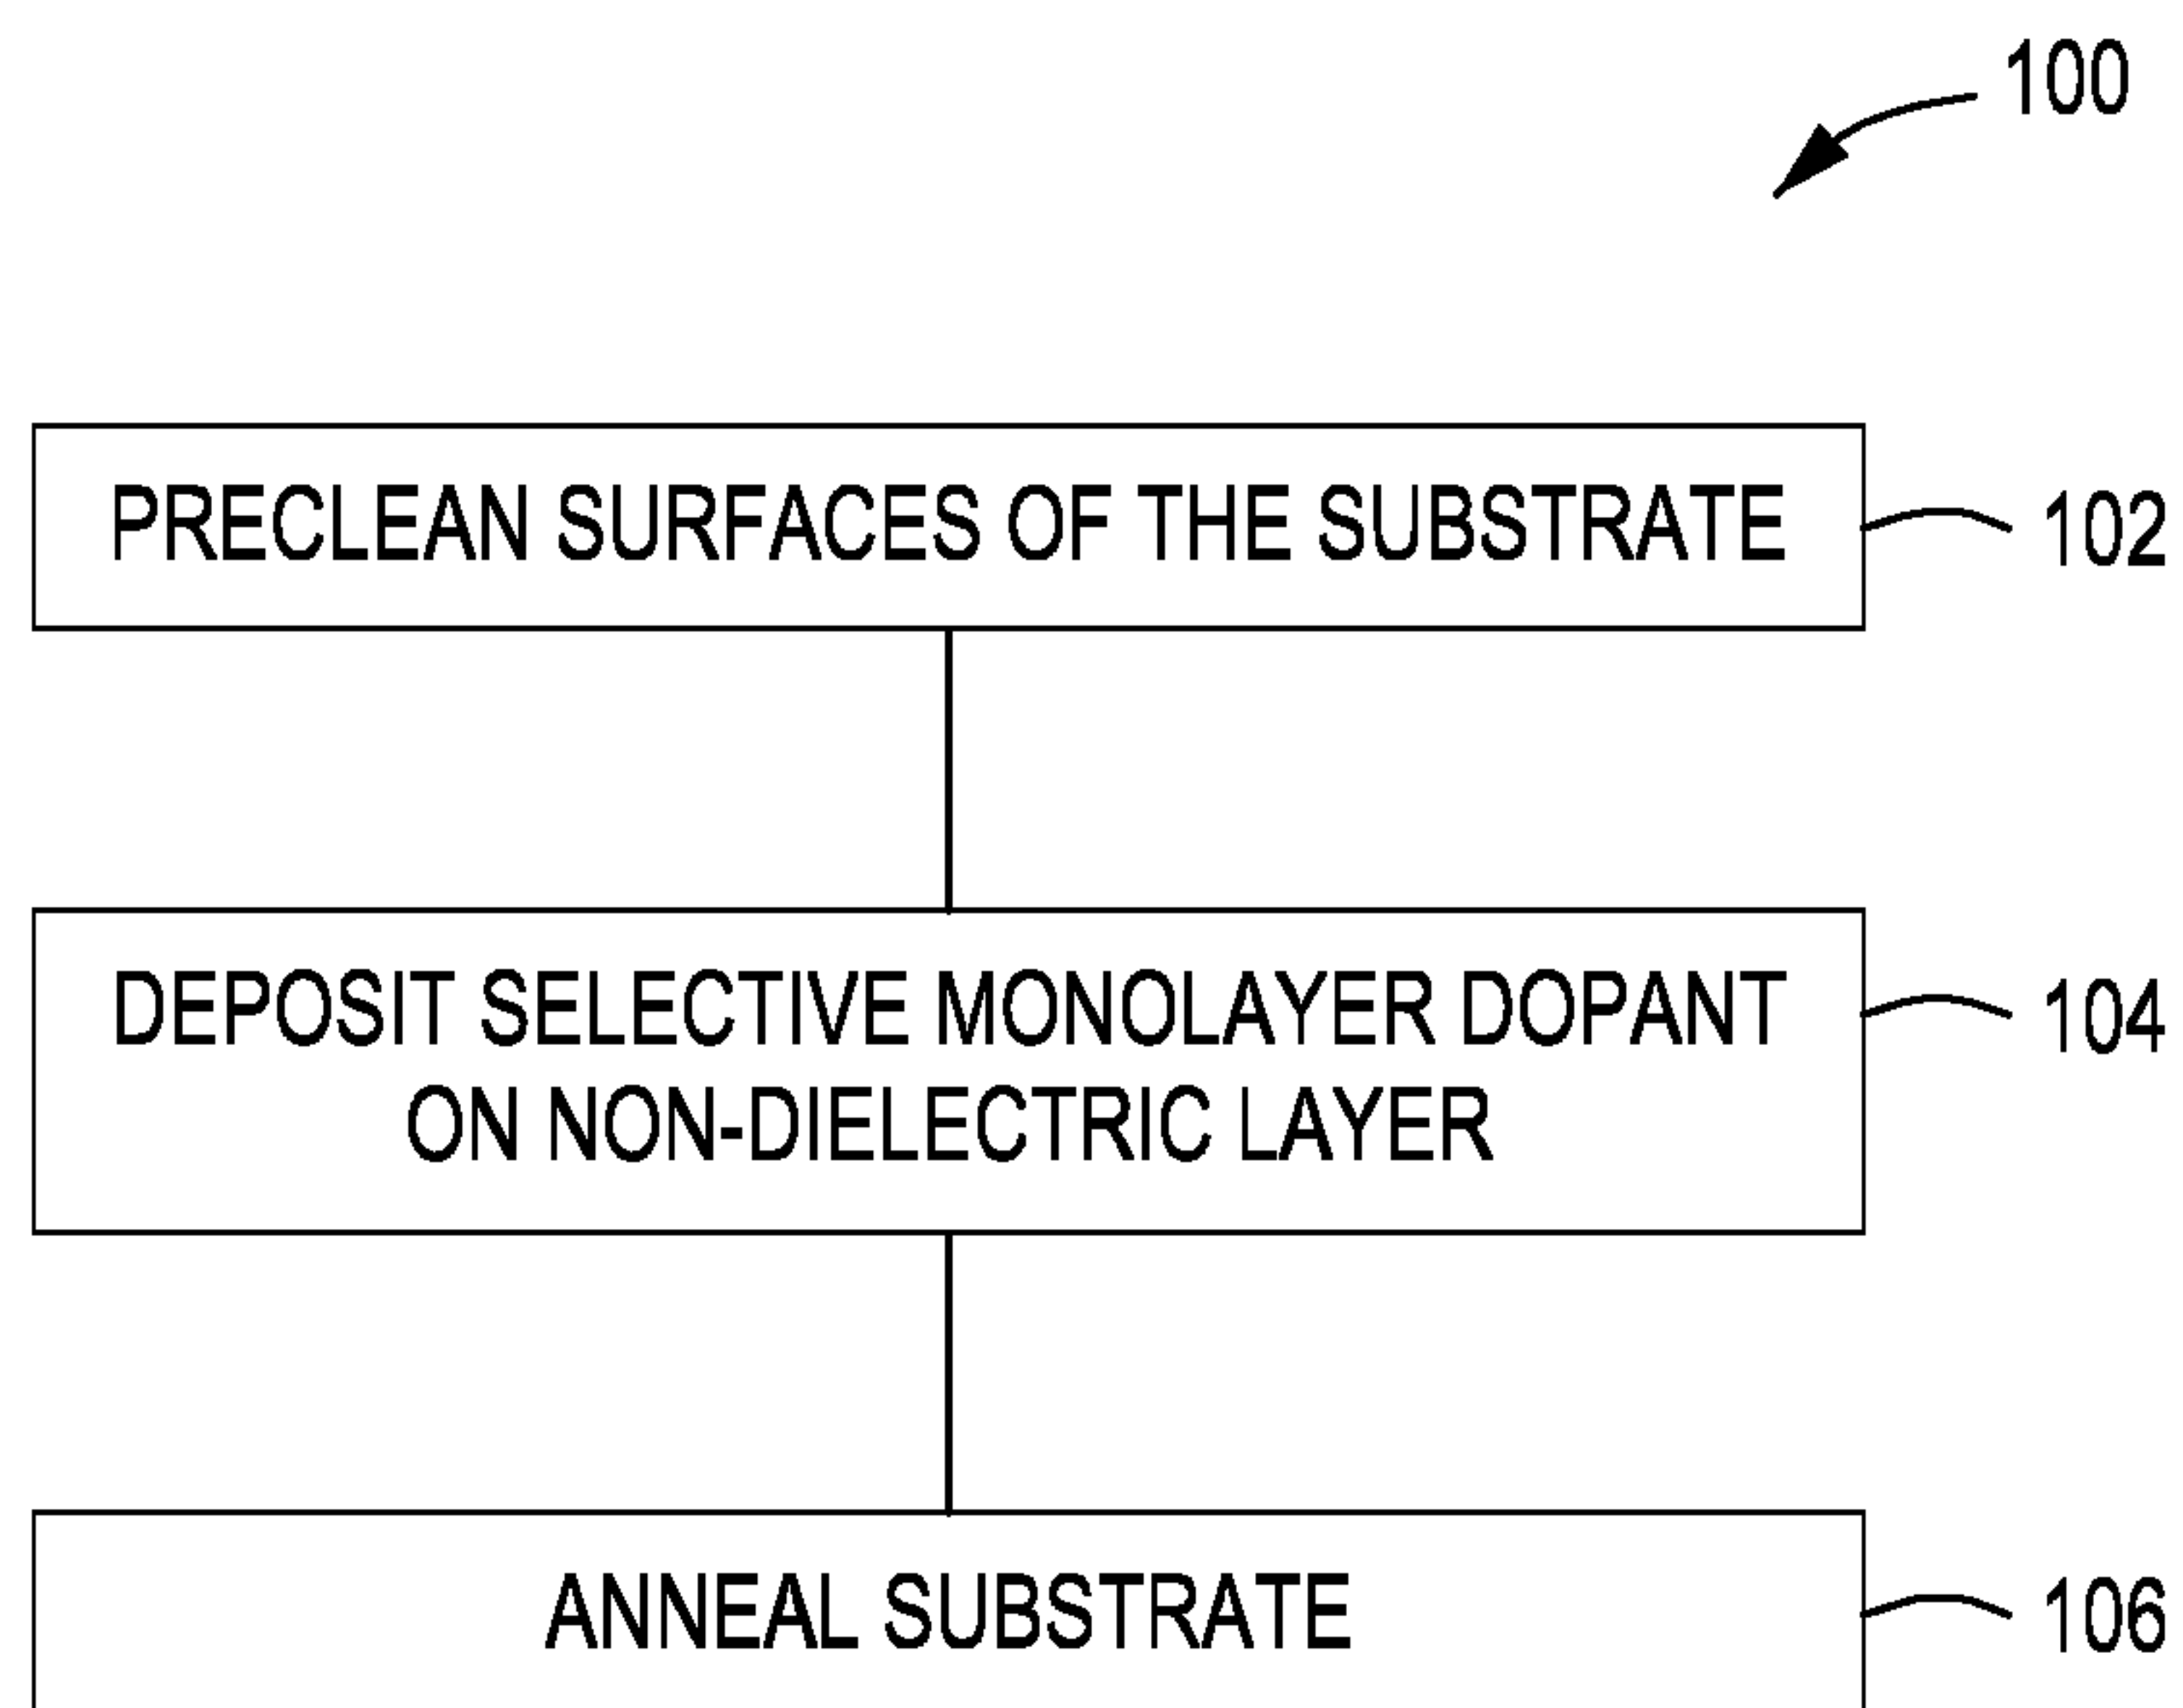 100
PRECLEAN SURFACES OF THE SUBSTRATE
102
DEPOSIT SELECTIVE MONOLAYER DOPANT
ON NON-DIELECTRIC LAYER
104
ANNEAL SUBSTRATE
106